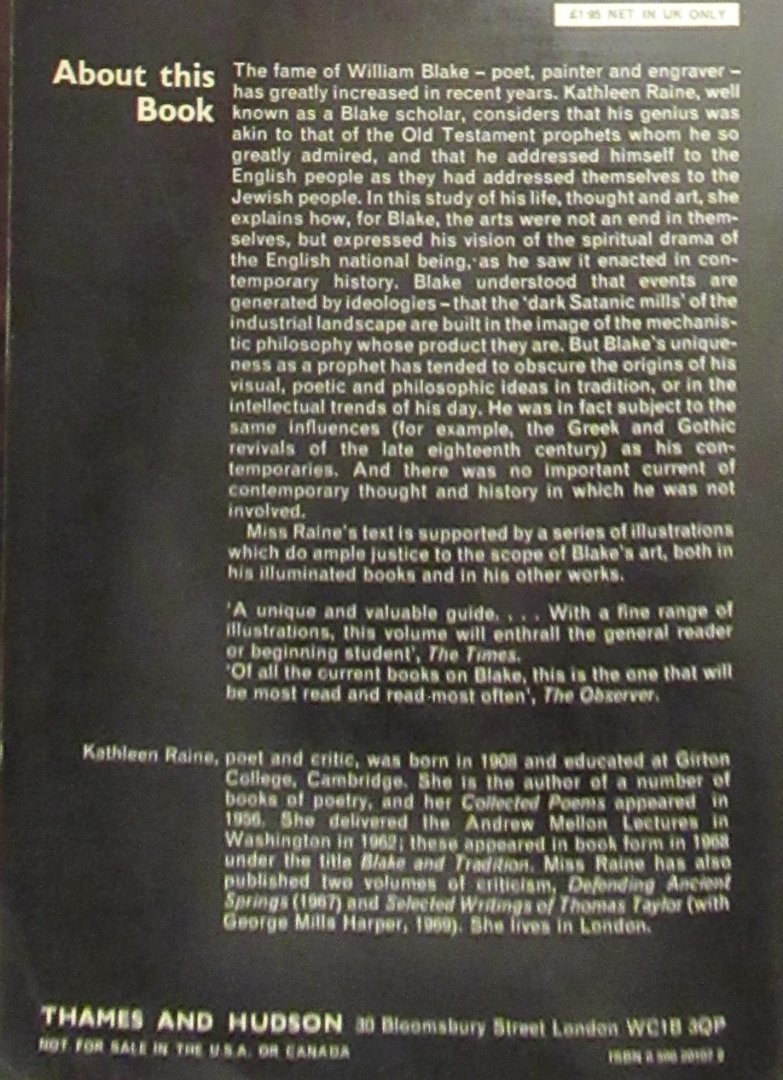 £1·95 NET IN UK ONLY
About this
Book
The fame of William Blake – poet, painter and engraver –
has greatly increased in recent years. Kathleen Raine, well
known as a Blake scholar, considers that his genius was
akin to that of the Old Testament prophets whom he so
greatly admired, and that he addressed himself to the
English people as they had addressed themselves to the
Jewish people. In this study of his life, thought and art, she
explains how, for Blake, the arts were not an end in them-
selves, but expressed his vision of the spiritual drama of
the English national being, as he saw it enacted in con-
temporary history. Blake understood that events are
generated by ideologies – that the 'dark Satanic mills' of the
industrial landscape are built in the image of the mechanis-
tic philosophy whose product they are. But Blake's unique-
ness as a prophet has tended to obscure the origins of his
visual, poetic and philosophic ideas in tradition, or in the
intellectual trends of his day. He was in fact subject to the
same influences (for example, the Greek and Gothic
revivals of the late eighteenth century) as his con-
temporaries. And there was no important current of
contemporary thought and history in which he was not
involved.
Miss Raine's text is supported by a series of illustrations
which do ample justice to the scope of Blake's art, both in
his illuminated books and in his other works.
'A unique and valuable guide. . . . With a fine range of
illustrations, this volume will enthrall the general reader
or beginning student', The Times.
'Of all the current books on Blake, this is the one that will
be most read and read most often', The Observer.
Kathleen Raine, poet and critic, was born in 1908 and educated at Girton
College, Cambridge. She is the author of a number of
books of poetry, and her Collected Poems appeared in
1956. She delivered the Andrew Mellon Lectures in
Washington in 1962; these appeared in book form in 1968
under the title Blake and Tradition. Miss Raine has also
published two volumes of criticism, Defending Ancient
Springs (1967) and Selected Writings of Thomas Taylor (with
George Mills Harper, 1969). She lives in London.
THAMES AND HUDSON 30 Bloomsbury Street London WC1B 3QP
NOT FOR SALE IN THE U.S.A. OR CANADA
ISBN 0 500 20107 2